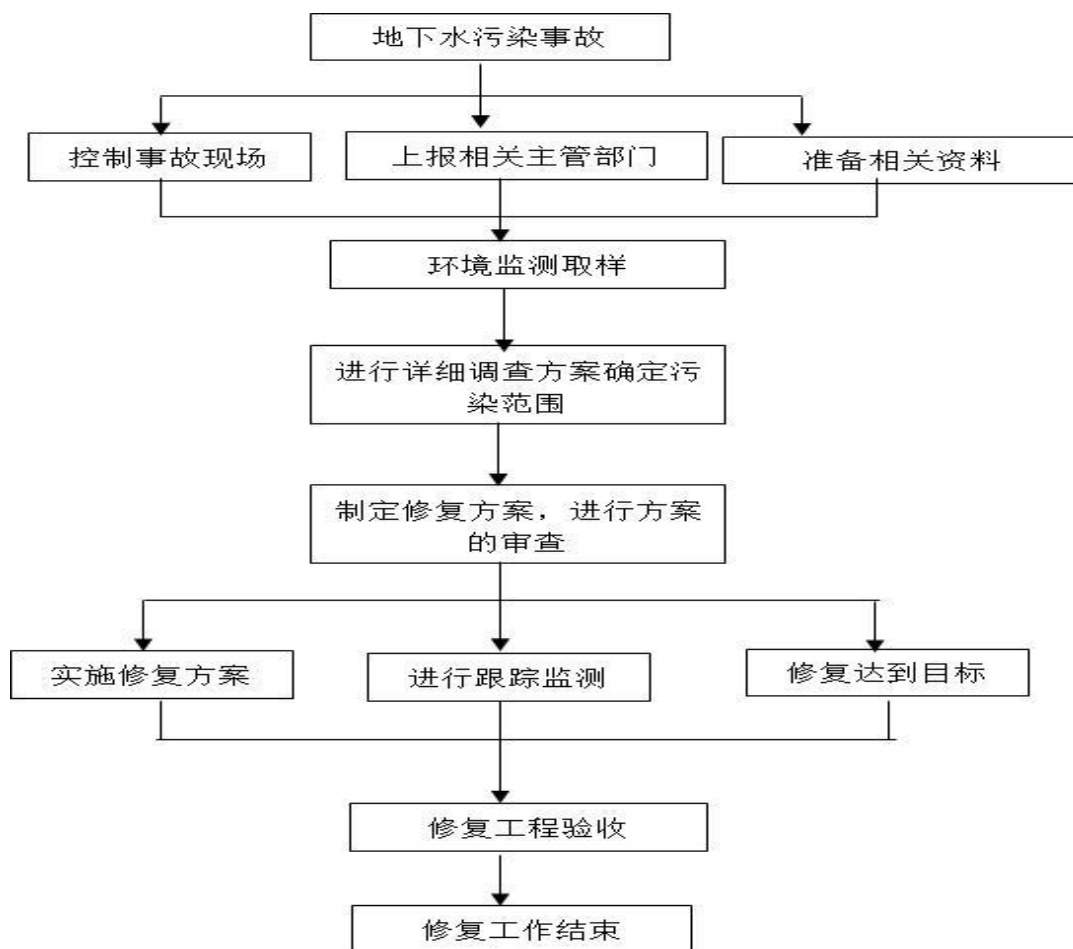 地下水污染事故
控制事故现场
上报相关主管部门
准备相关资料
环境监测取样
进行详细调查方案确定污
染范围
制定修复方案，进行方案
的审查
实施修复方案
进行跟踪监测
修复达到目标
修复工程验收
修复工作结束